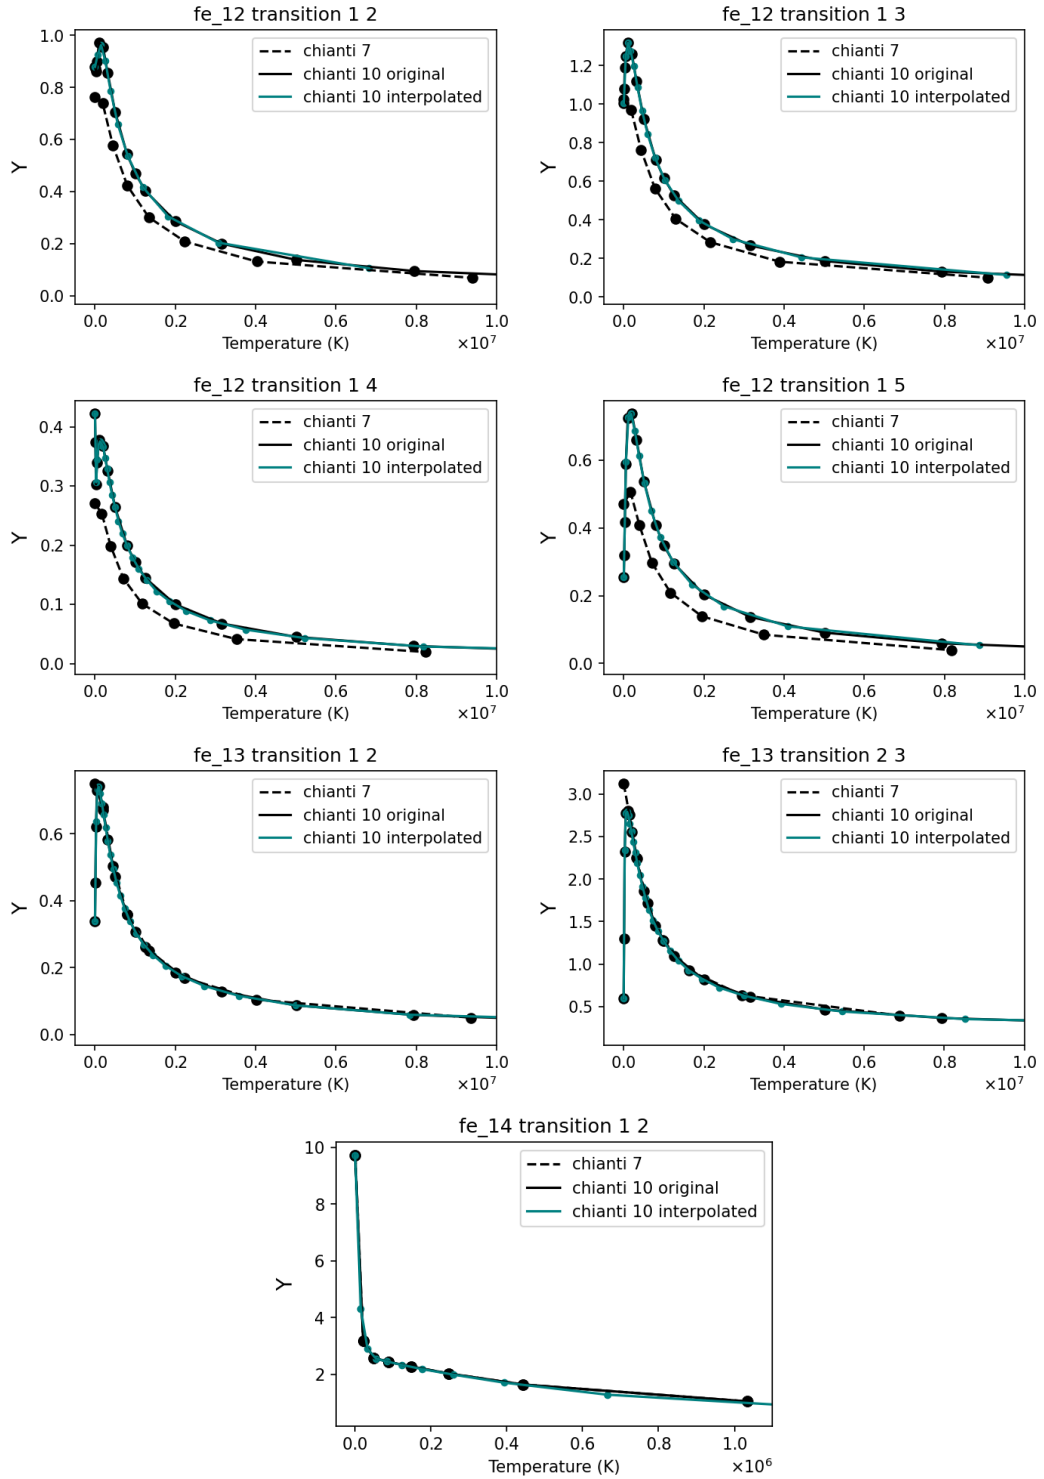 fe_12 transition 1 2
Y
1.0
0.8
0.6
0.4
0.2
0.0
chianti 7
chianti 10 original
chianti 10 interpolated
0.0 0.2 0.4 0.6 0.8 1.0
Temperature (K) ×10⁷
fe_12 transition 1 3
Y
1.2
1.0
0.8
0.6
0.4
0.2
0.0
chianti 7
chianti 10 original
chianti 10 interpolated
0.0 0.2 0.4 0.6 0.8 1.0
Temperature (K) ×10⁷
fe_12 transition 1 4
Y
0.4
0.3
0.2
0.1
0.0
chianti 7
chianti 10 original
chianti 10 interpolated
0.0 0.2 0.4 0.6 0.8 1.0
Temperature (K) ×10⁷
fe_12 transition 1 5
Y
0.6
0.4
0.2
0.0
chianti 7
chianti 10 original
chianti 10 interpolated
0.0 0.2 0.4 0.6 0.8 1.0
Temperature (K) ×10⁷
fe_13 transition 1 2
Y
0.6
0.4
0.2
0.0
chianti 7
chianti 10 original
chianti 10 interpolated
0.0 0.2 0.4 0.6 0.8 1.0
Temperature (K) ×10⁷
fe_13 transition 2 3
Y
3.0
2.5
2.0
1.5
1.0
0.5
chianti 7
chianti 10 original
chianti 10 interpolated
0.0 0.2 0.4 0.6 0.8 1.0
Temperature (K) ×10⁷
fe_14 transition 1 2
Y
10
8
6
4
2
chianti 7
chianti 10 original
chianti 10 interpolated
0.0 0.2 0.4 0.6 0.8 1.0
Temperature (K) ×10⁶